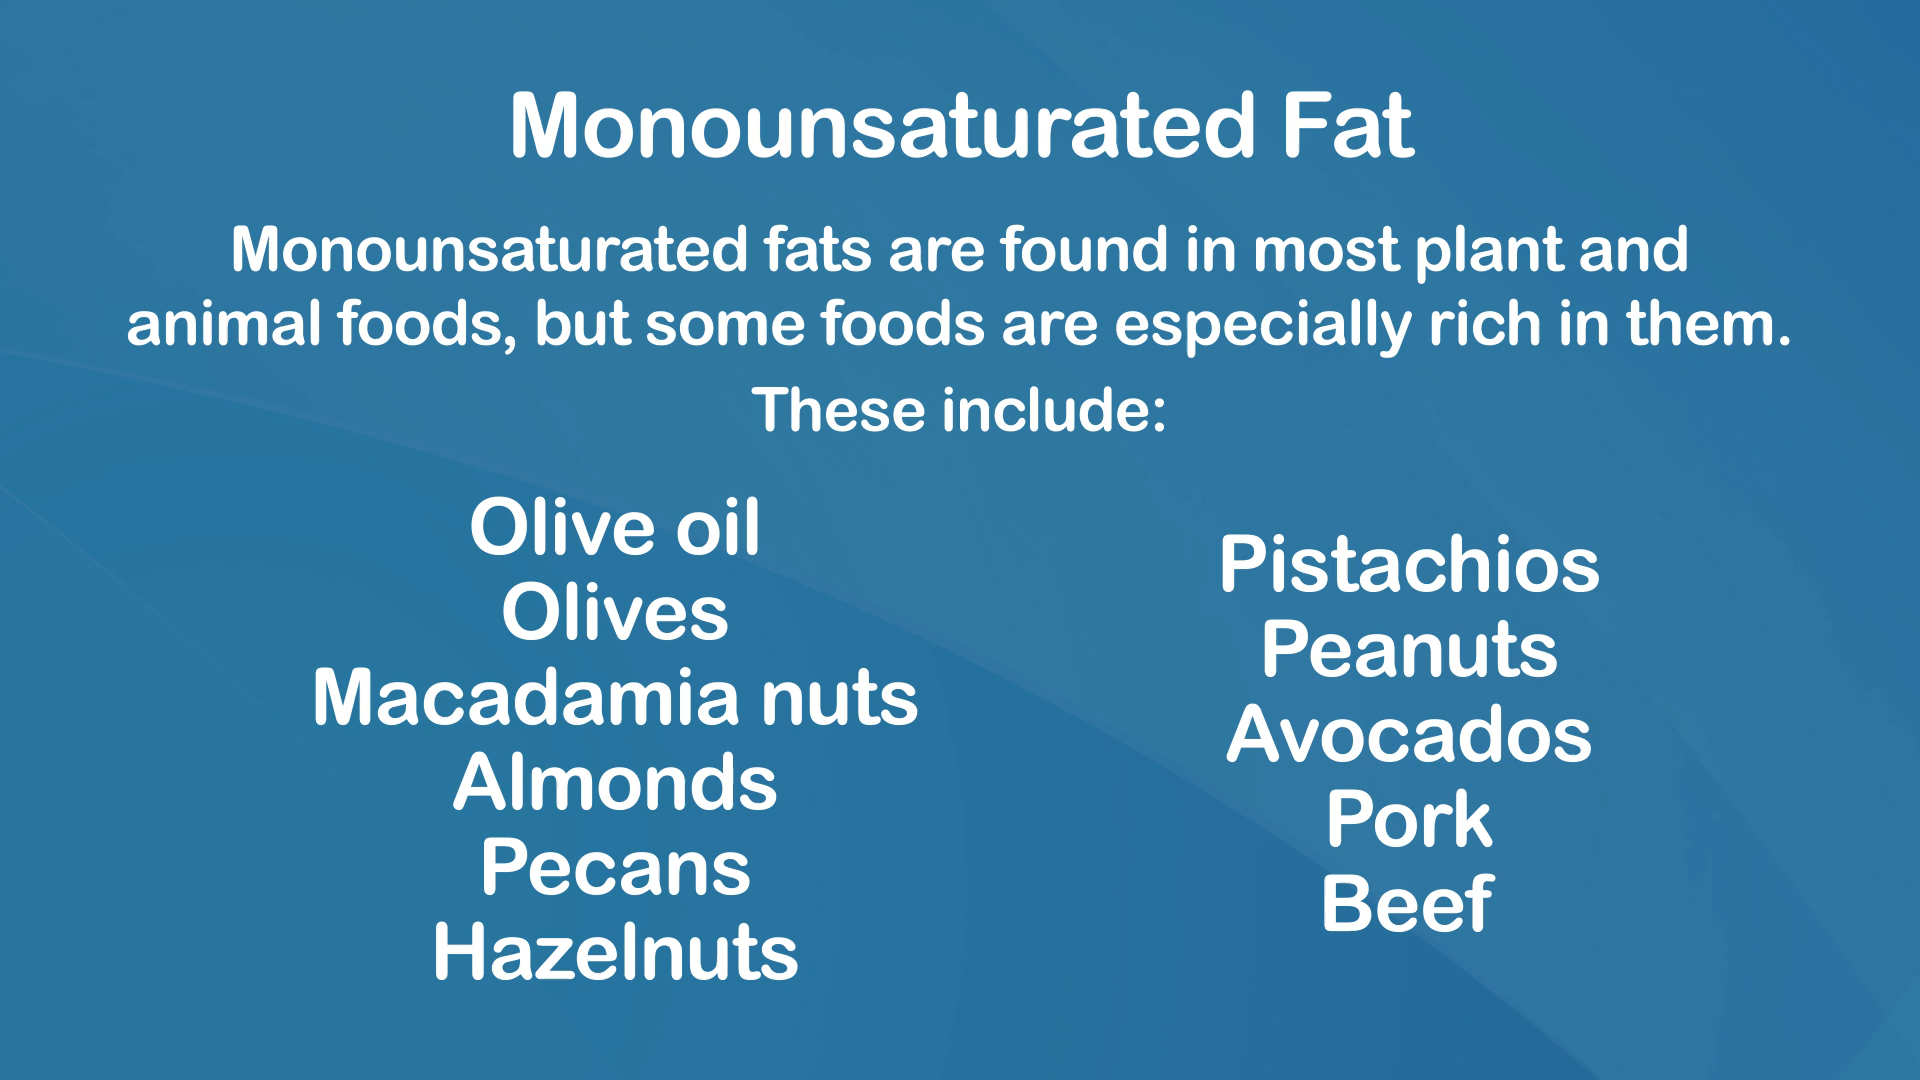 Monounsaturated Fat
Monounsaturated fats are found in most plant and
animal foods, but some foods are especially rich in them.
These include:
Olive oil
Olives
Macadamia nuts
Almonds
Pecans
Hazelnuts
Pistachios
Peanuts
Avocados
Pork
Beef